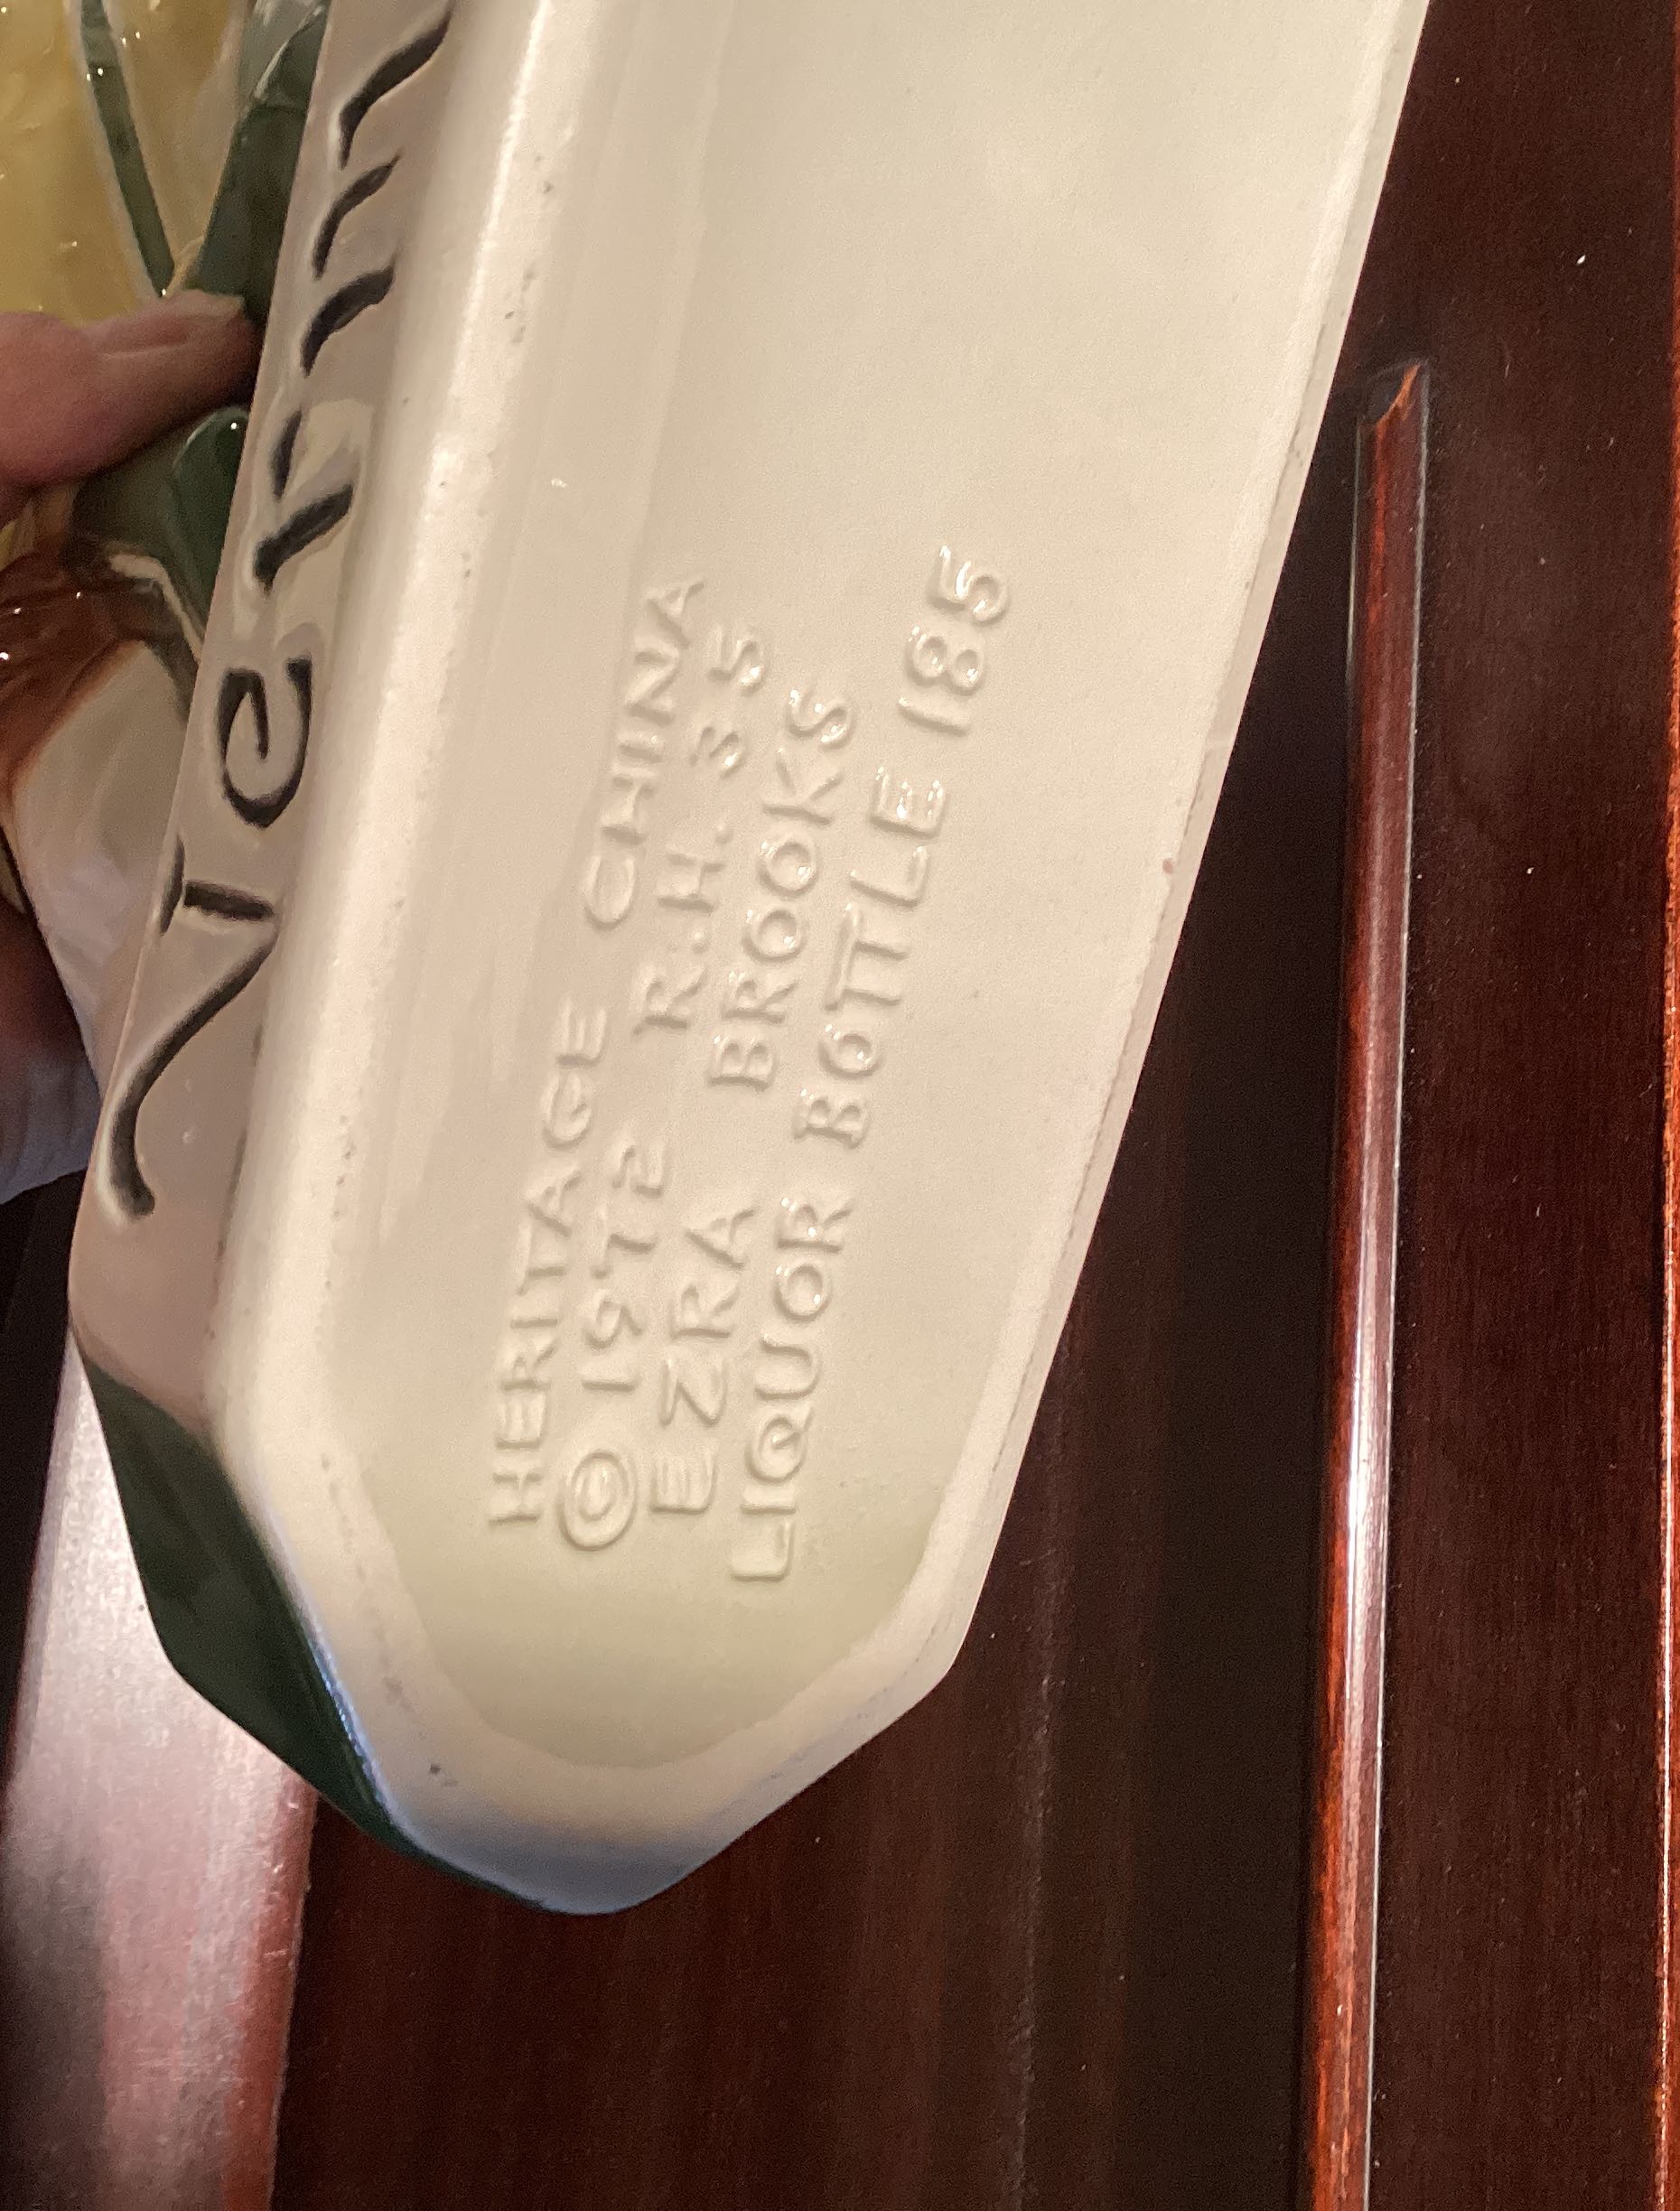 HERITAGE CHINA
© 1972 R.H. 35
EZRA BROOKS
LIQUOR BOTTLE 185